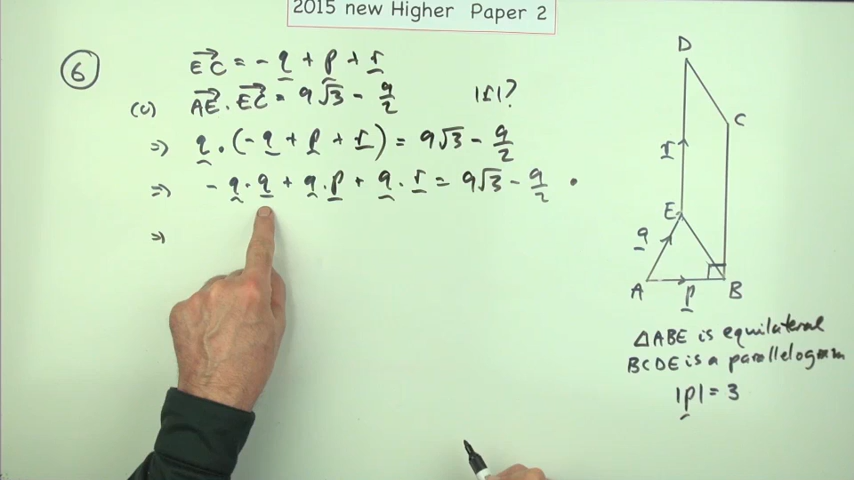 2015 new Higher Paper 2
⑥ EC→ = - q + p + r
(c) AE→ . EC→ = 9√3 - 9/2 |r|?
⇒ q . (- q + p + r) = 9√3 - 9/2
⇒ - q . q + q . p + q . r = 9√3 - 9/2
⇒
D
C
r
E
q
A
p
B
△ABE is equilateral
BCDE is a parallelogram
|p| = 3